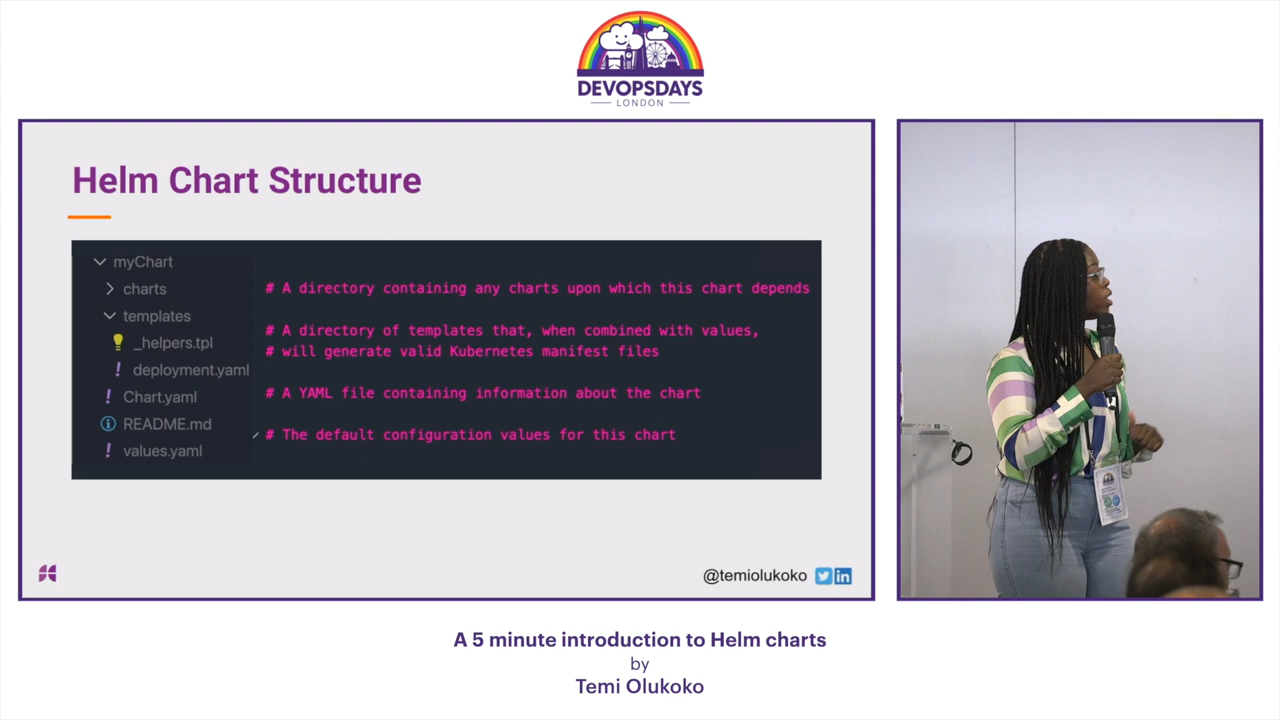 DEVOPSDAYS
LONDON
Helm Chart Structure
myChart
charts
# A directory containing any charts upon which this chart depends
templates
# A directory of templates that, when combined with values,
_helpers.tpl
# will generate valid Kubernetes manifest files
deployment.yaml
Chart.yaml
# A YAML file containing information about the chart
README.md
# The default configuration values for this chart
values.yaml
@temiolukoko
A 5 minute introduction to Helm charts
by
Temi Olukoko